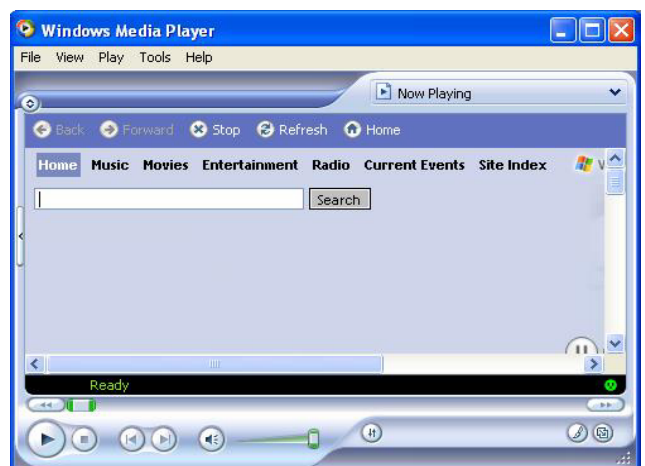 Windows Media Player
File View Play Tools Help
Now Playing
Back Forward Stop Refresh Home
Home Music Movies Entertainment Radio Current Events Site Index
Search
Ready